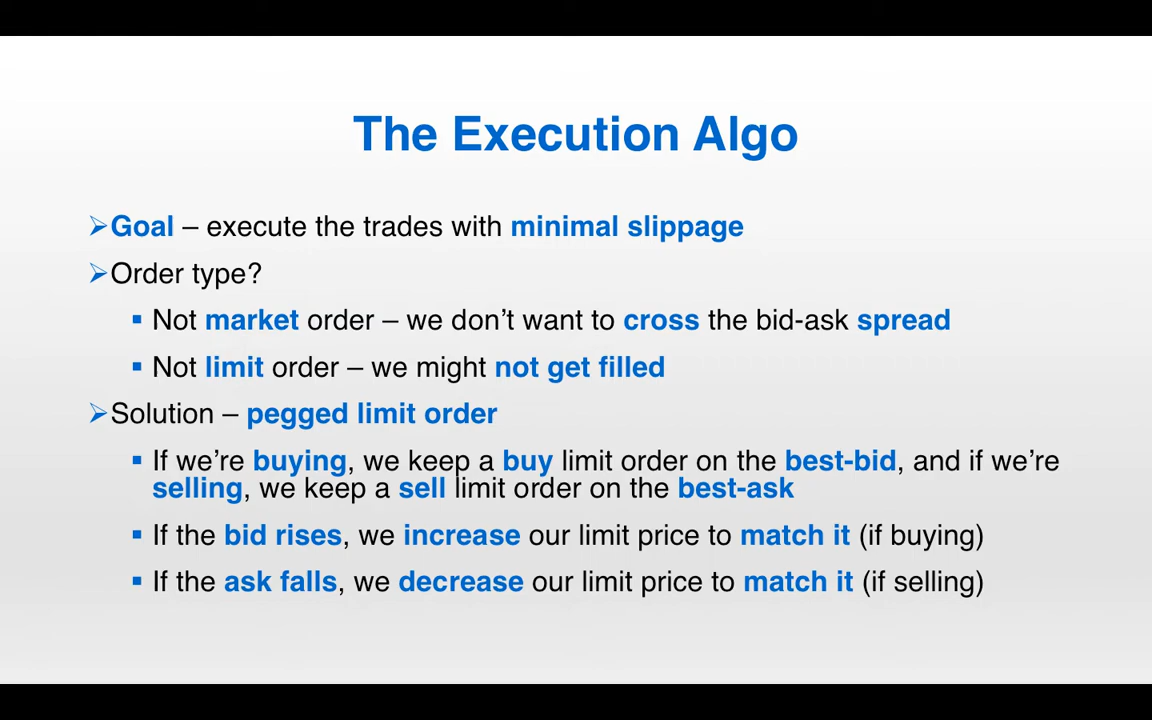 The Execution Algo
➢Goal – execute the trades with minimal slippage
➢Order type?
▪ Not market order – we don’t want to cross the bid-ask spread
▪ Not limit order – we might not get filled
➢Solution – pegged limit order
▪ If we’re buying, we keep a buy limit order on the best-bid, and if we’re
selling, we keep a sell limit order on the best-ask
▪ If the bid rises, we increase our limit price to match it (if buying)
▪ If the ask falls, we decrease our limit price to match it (if selling)